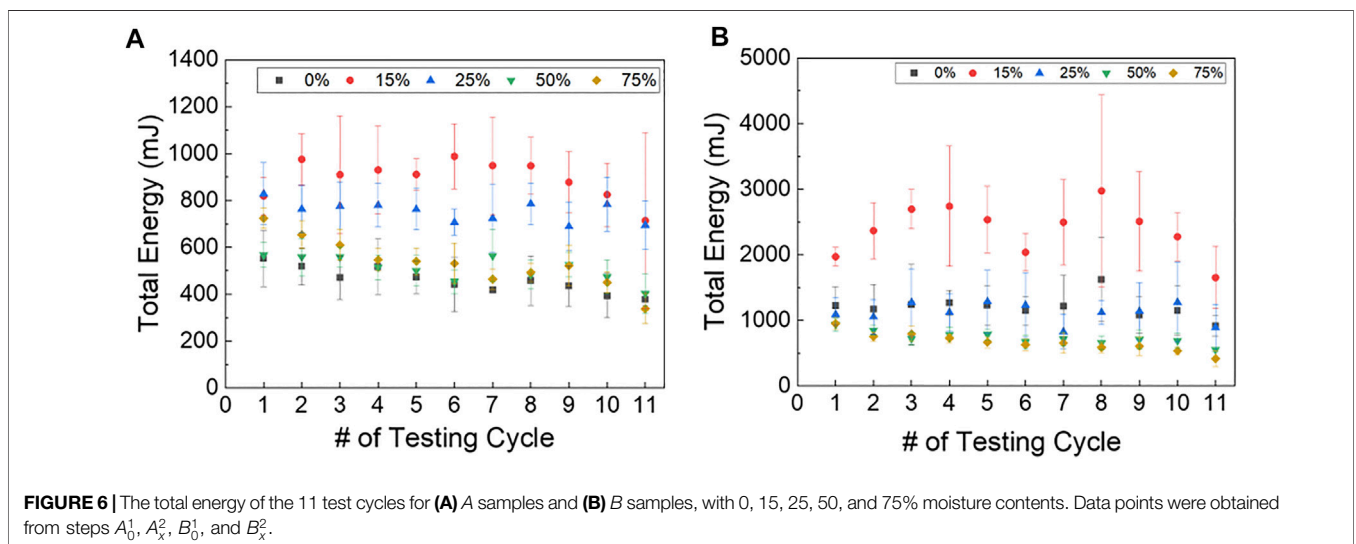 A
1400
1200
1000
800
600
400
200
0
Total Energy (mJ)
0% 15% 25% 50% 75%
0 1 2 3 4 5 6 7 8 9 10 11
# of Testing Cycle
B
5000
4000
3000
2000
1000
0
Total Energy (mJ)
0% 15% 25% 50% 75%
0 1 2 3 4 5 6 7 8 9 10 11
# of Testing Cycle
FIGURE 6 | The total energy of the 11 test cycles for (A) A samples and (B) B samples, with 0, 15, 25, 50, and 75% moisture contents. Data points were obtained
from steps A₀¹, Aₓ², B₀¹, and Bₓ².